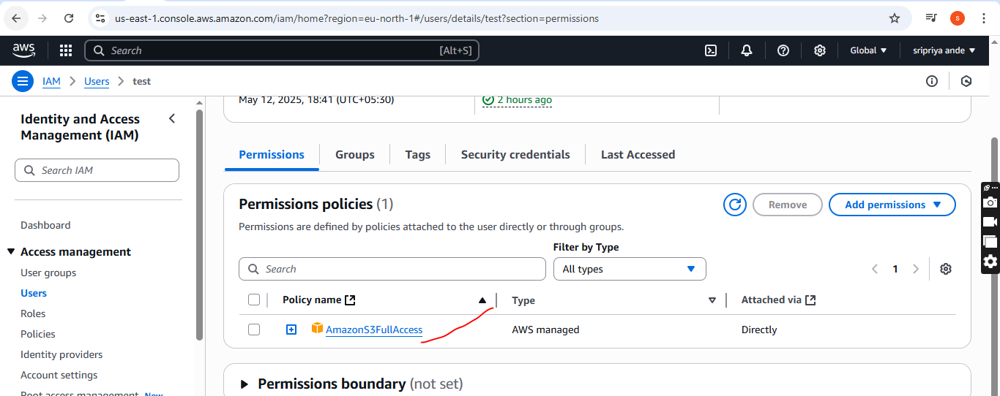 us-east-1.console.aws.amazon.com/iam/home?region=eu-north-1#/users/details/test?section=permissions
S
aws
Search
[Alt+S]
Global
sripriya ande
IAM
Users
test
Identity and Access
Management (IAM)
Search IAM
Dashboard
Access management
User groups
Users
Roles
Policies
Identity providers
Account settings
Root access management New
May 12, 2025, 18:41 (UTC+05:30)
2 hours ago
Permissions
Groups
Tags
Security credentials
Last Accessed
Permissions policies (1)
Remove
Add permissions
Permissions are defined by policies attached to the user directly or through groups.
Filter by Type
Search
All types
1
Policy name
Type
Attached via
AmazonS3FullAccess
AWS managed
Directly
Permissions boundary (not set)